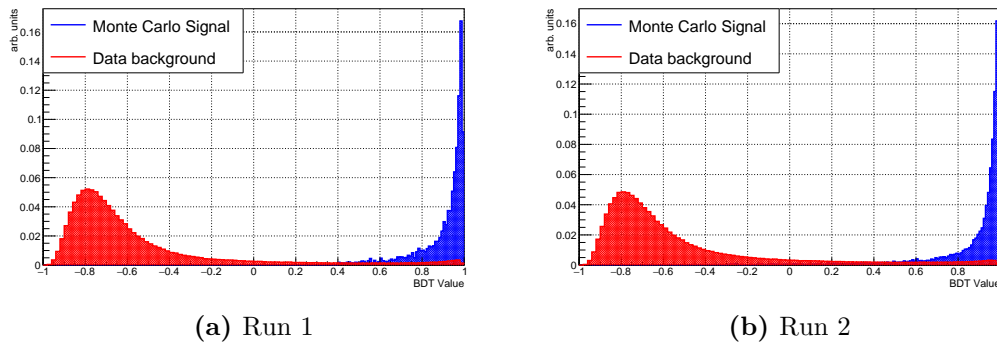 arb. units
Monte Carlo Signal
Data background
0.16
0.14
0.12
0.1
0.08
0.06
0.04
0.02
0
-1 -0.8 -0.6 -0.4 -0.2 0 0.2 0.4 0.6 0.8 1
BDT Value
(a) Run 1
arb. units
Monte Carlo Signal
Data background
0.16
0.14
0.12
0.1
0.08
0.06
0.04
0.02
0
−1 −0.8 −0.6 −0.4 −0.2 0 0.2 0.4 0.6 0.8
BDT Value
(b) Run 2